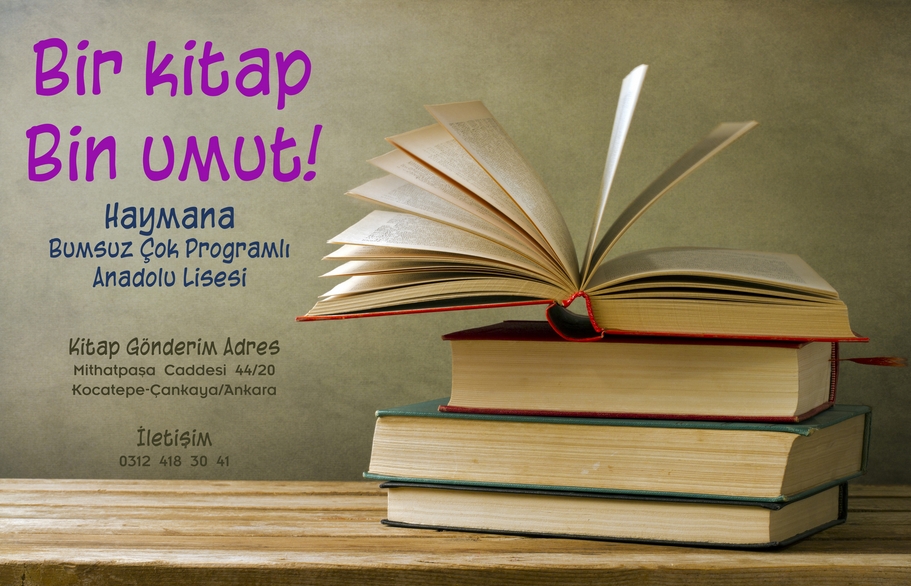 Bir kitap
Bin umut!
Haymana
Bumsuz Çok Programlı
Anadolu Lisesi
Kitap Gönderim Adres
Mithatpaşa Caddesi 44/20
Kocatepe-Çankaya/Ankara
İletişim
0312 418 30 41